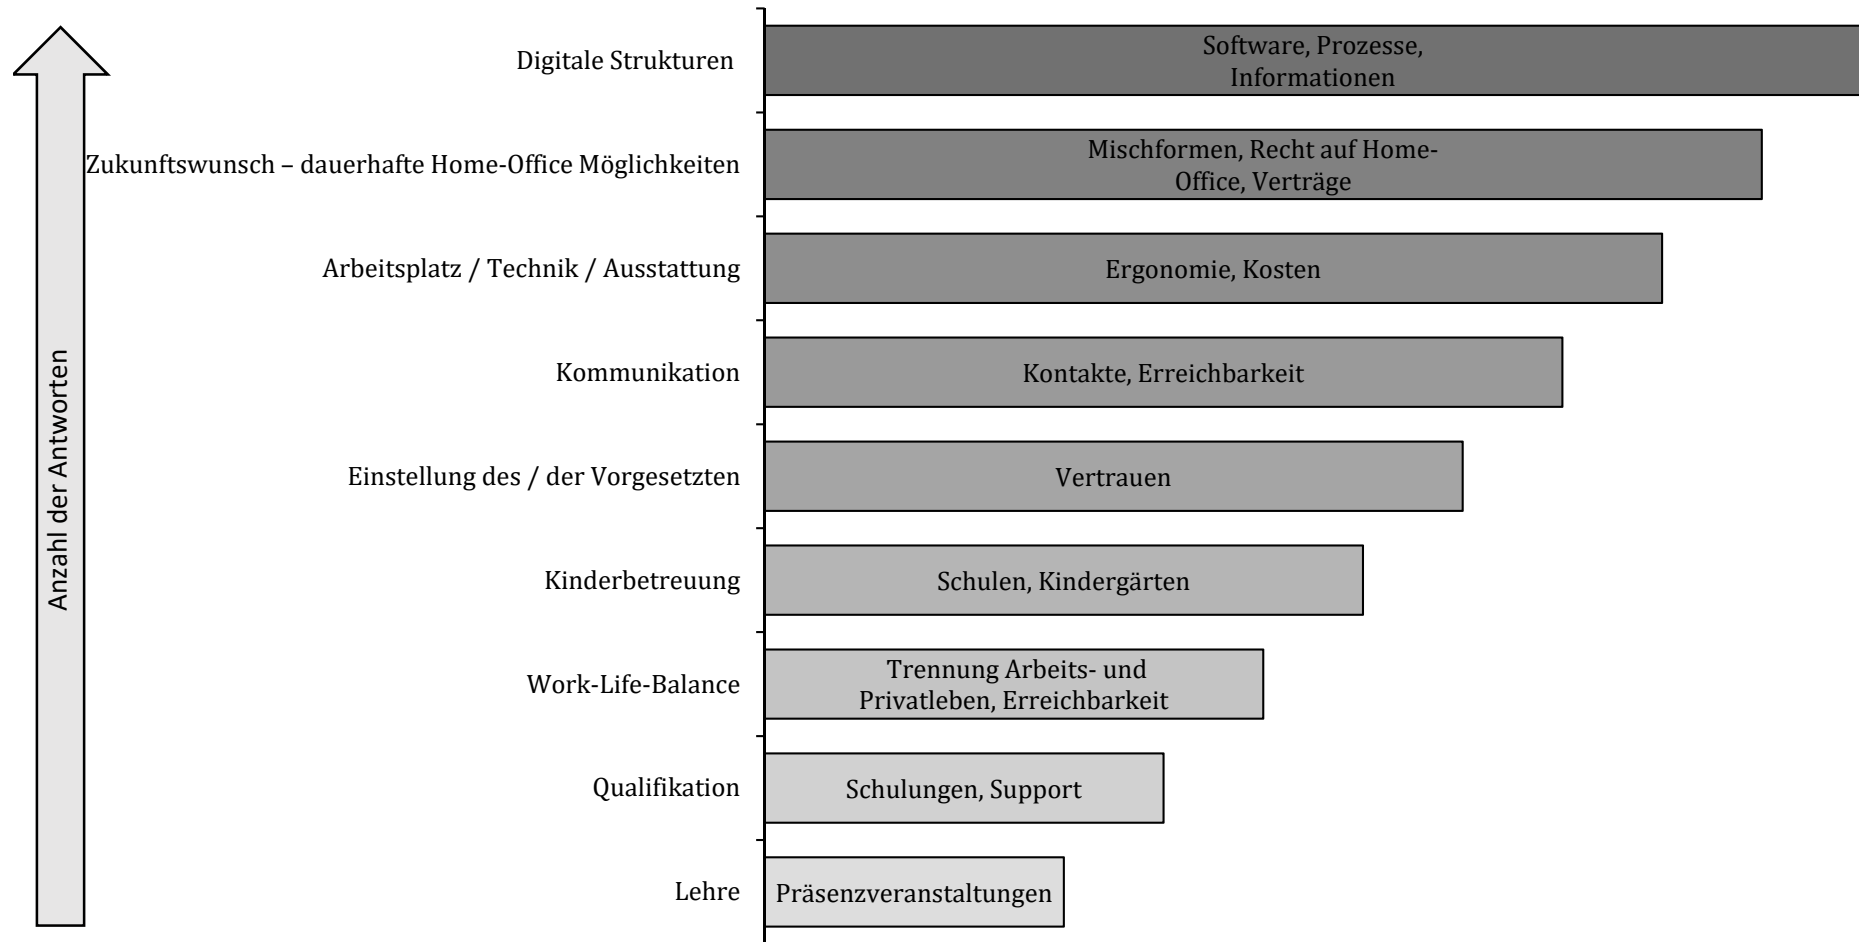 Digitale Strukturen
Software, Prozesse,
Informationen
Zukunftswunsch – dauerhafte Home-Office Möglichkeiten
Mischformen, Recht auf Home-
Office, Verträge
Arbeitsplatz / Technik / Ausstattung
Ergonomie, Kosten
Kommunikation
Kontakte, Erreichbarkeit
Einstellung des / der Vorgesetzten
Vertrauen
Kinderbetreuung
Schulen, Kindergärten
Work-Life-Balance
Trennung Arbeits- und
Privatleben, Erreichbarkeit
Qualifikation
Schulungen, Support
Lehre
Präsenzveranstaltungen
Anzahl der Antworten